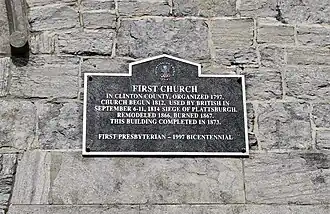 FIRST CHURCH
IN CLINTON COUNTY, ORGANIZED 1797.
CHURCH BEGUN 1812, USED BY BRITISH IN
SEPTEMBER 6-11, 1814 SIEGE OF PLATTSBURGH.
REMODELED 1866, BURNED 1867.
THIS BUILDING COMPLETED IN 1873.
FIRST PRESBYTERIAN – 1997 BICENTENNIAL